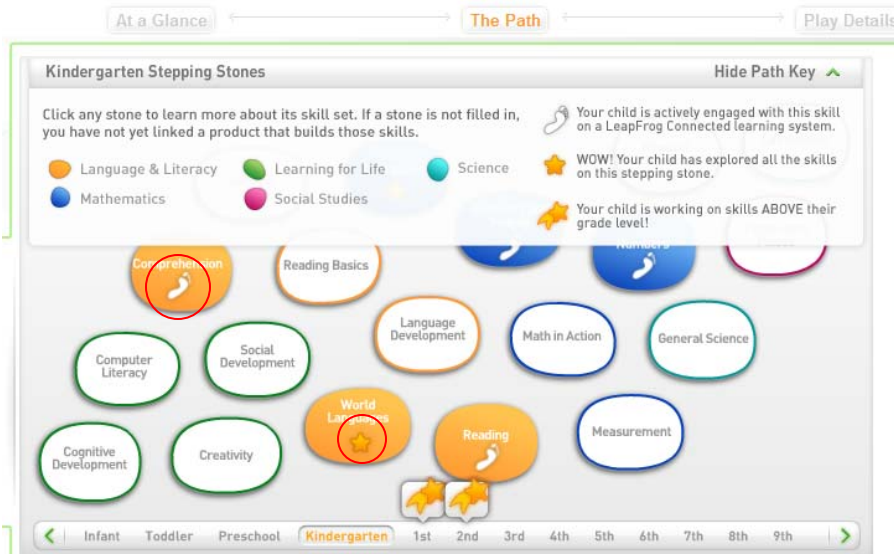 At a Glance The Path Play Details
Kindergarten Stepping Stones Hide Path Key
Click any stone to learn more about its skill set. If a stone is not filled in,
you have not yet linked a product that builds those skills.
Language & Literacy Learning for Life Science
Mathematics Social Studies
Your child is actively engaged with this skill
on a LeapFrog Connected learning system.
WOW! Your child has explored all the skills
on this stepping stone.
Your child is working on skills ABOVE their
grade level!
Numbers
Comprehension
Reading Basics
Language
Development
Math in Action
General Science
Computer
Literacy
Social
Development
World
Languages
Reading
Measurement
Cognitive
Development
Creativity
Infant Toddler Preschool Kindergarten 1st 2nd 3rd 4th 5th 6th 7th 8th 9th